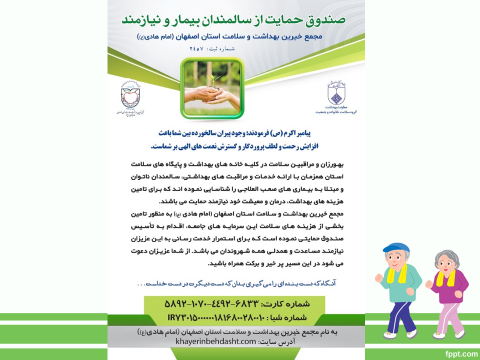 صندوق حمایت از سالمندان بیمار و نیازمند
مجمع خیرین بهداشت و سلامت استان اصفهان (امام هادی(ع))
شماره ثبت: ۲۱۵۷
پیامبر اکرم (ص) فرمودند: وجود پیران سالخورده بین شما باعث
افزایش رحمت و لطف پروردگار و گسترش نعمت های الهی بر شماست.
بهورزان و مراقبین سلامت در کلیه خانه های بهداشت و پایگاه های سلامت
استان همزمان با ارائه خدمات و مراقبت های بهداشتی، سالمندان ناتوان
و مبتلا به بیماری های صعب العلاجی را شناسایی نموده اند که برای تامین
هزینه های بهداشت، درمان و معیشت خود نیازمند حمایت می باشند.
مجمع خیرین بهداشت و سلامت استان اصفهان (امام هادی (ع)) به منظور تامین
بخشی از هزینه های سلامت این سرمایه های جامعه، اقدام به تأسیس
صندوق حمایتی نموده است که برای استمرار خدمت رسانی به این عزیزان
نیازمند مساعدت و همدلی همه شهروندان می باشد. از شما عزیزان دعوت
می شود در این مسیر پر خیر و برکت همراه باشید.
آنگاه که دست بنده ای را می گیری بدان که دست دیگرت در دست خداست...
شماره کارت: ۶۸۳۳-۴۴۹۲-۱۰۷۰-۵۸۹۲
به نام مجمع خیرین بهداشت و سلامت استان اصفهان (امام هادی(ع))
آدرس سایت: khayerinbehdasht.com
fppt.com